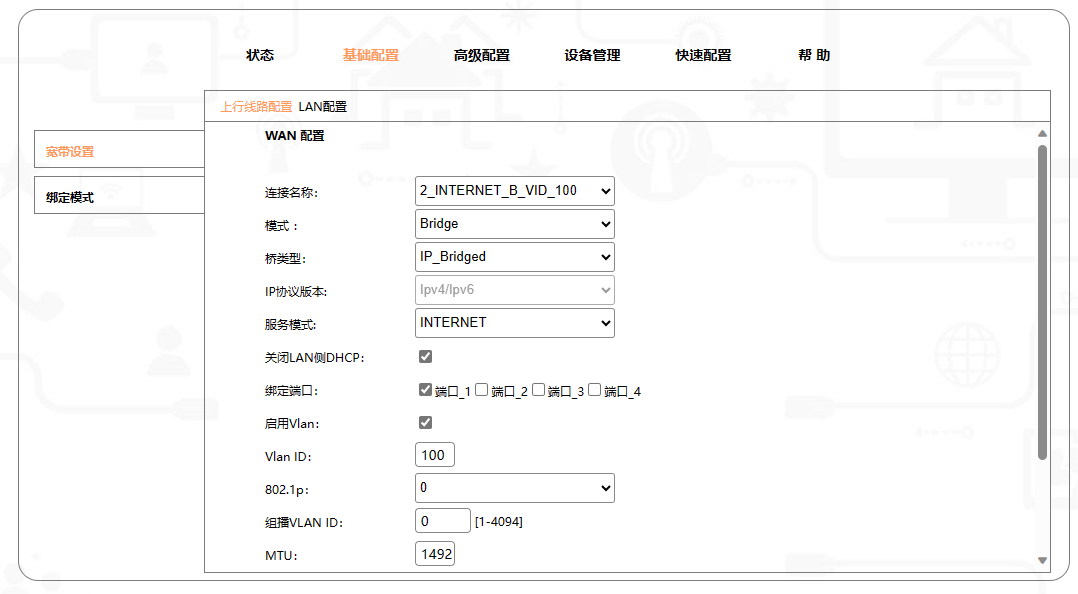 状态 基础配置 高级配置 设备管理 快速配置 帮 助
上行线路配置 LAN配置
宽带设置
绑定模式
WAN 配置
连接名称: 2_INTERNET_B_VID_100
模式 : Bridge
桥类型: IP_Bridged
IP协议版本: Ipv4/Ipv6
服务模式: INTERNET
关闭LAN侧DHCP:
绑定端口: 端口_1 端口_2 端口_3 端口_4
启用Vlan:
Vlan ID: 100
802.1p: 0
组播VLAN ID: 0 [1-4094]
MTU: 1492